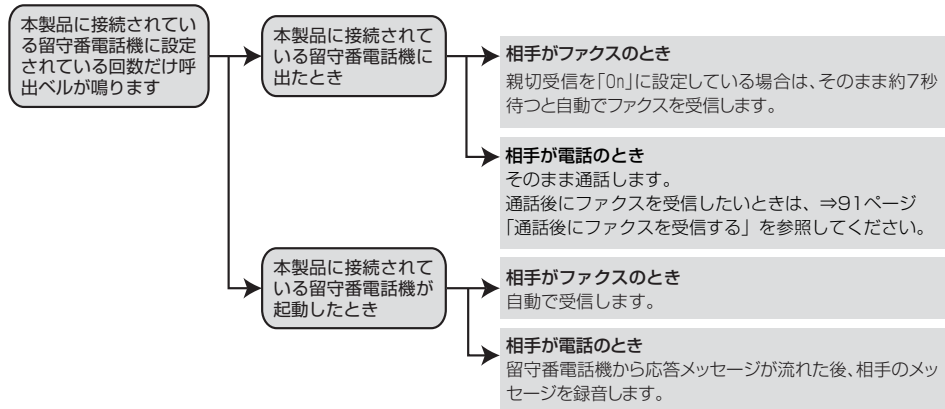 本製品に接続されてい
る留守番電話機に設定
されている回数だけ呼
出ベルが鳴ります
本製品に接続されて
いる留守番電話機に
出たとき
相手がファクスのとき
親切受信を「On」に設定している場合は、そのまま約7秒
待つと自動でファクスを受信します。
相手が電話のとき
そのまま通話します。
通話後にファクスを受信したいときは、⇒91ページ
「通話後にファクスを受信する」を参照してください。
本製品に接続されて
いる留守番電話機が
起動したとき
相手がファクスのとき
自動で受信します。
相手が電話のとき
留守番電話機から応答メッセージが流れた後、相手のメッ
セージを録音します。